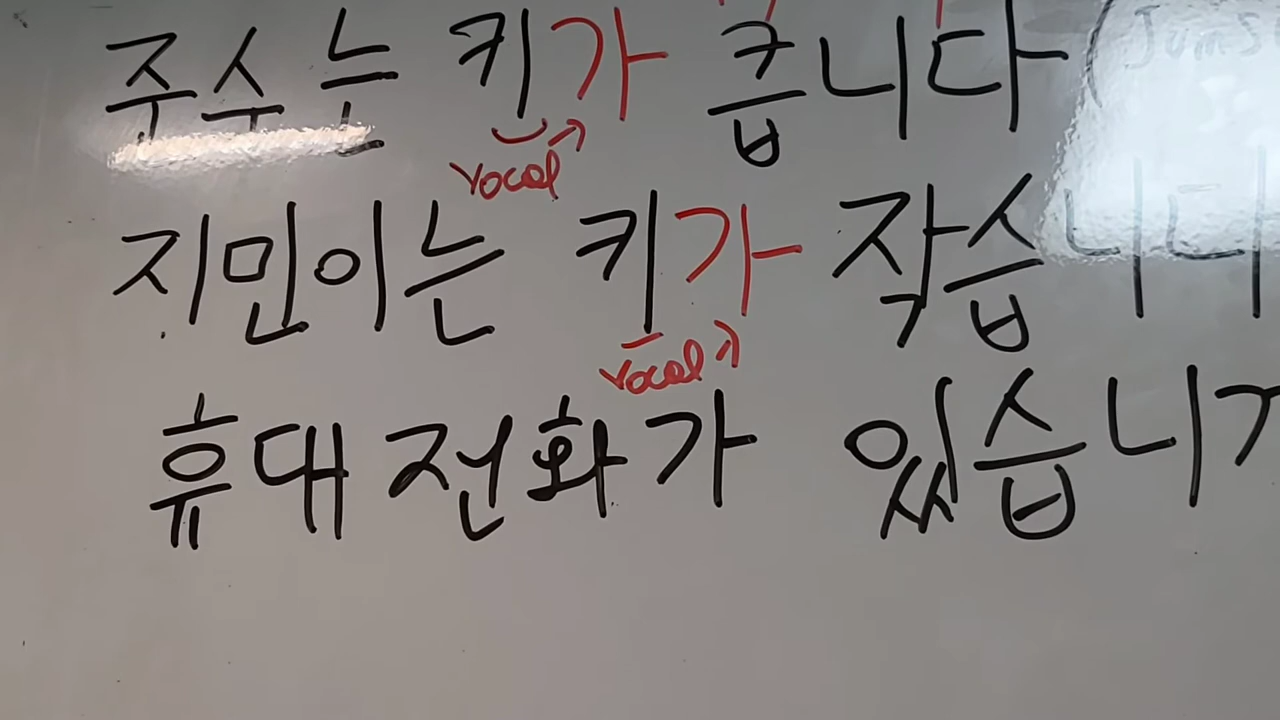 주수는 키가 큽니다 (Jums
vocal
지민이는 키가 작습니다
vocal
휴대전화가 있습니